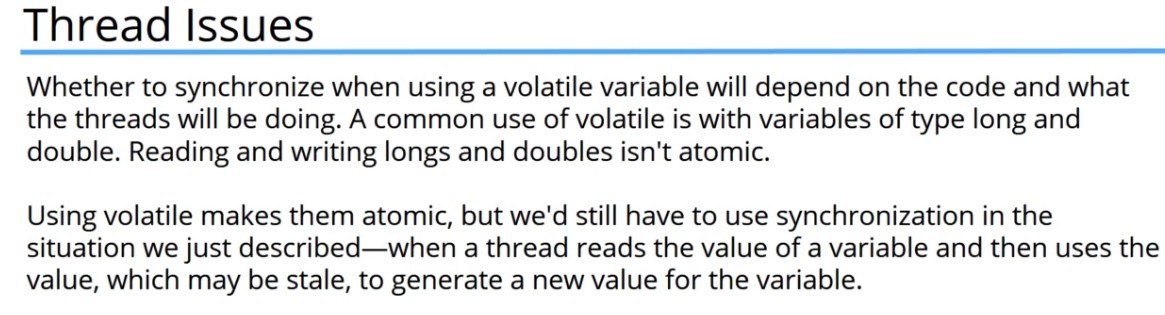 Thread Issues
Whether to synchronize when using a volatile variable will depend on the code and what
the threads will be doing. A common use of volatile is with variables of type long and
double. Reading and writing longs and doubles isn't atomic.
Using volatile makes them atomic, but we'd still have to use synchronization in the
situation we just described—when a thread reads the value of a variable and then uses the
value, which may be stale, to generate a new value for the variable.